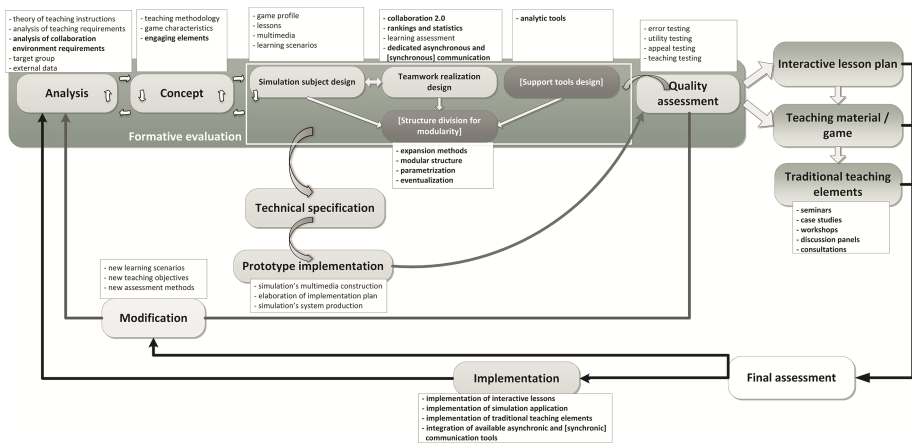 - theory of teaching instructions
- analysis of teaching requirements
- analysis of collaboration
environment requirements
- target group
- external data
- teaching methodology
- game characteristics
- engaging elements
- game profile
- lessons
- multimedia
- learning scenarios
- collaboration 2.0
- rankings and statistics
- learning assessment
- dedicated asynchronous and
[synchronous] communication
- analytic tools
- error testing
- utility testing
- appeal testing
- teaching testing
Analysis
Concept
Simulation subject design
Teamwork realization
design
[Support tools design]
Quality
assessment
Interactive lesson plan
Formative evaluation
[Structure division for
modularity]
Teaching material /
game
- expansion methods
- modular structure
- parametrization
- eventualization
Traditional teaching
elements
- seminars
- case studies
- workshops
- discussion panels
- consultations
Technical specification
Prototype implementation
- simulation's multimedia construction
- elaboration of implementation plan
- simulation's system production
- new learning scenarios
- new teaching objectives
- new assessment methods
Modification
Implementation
Final assessment
- implementation of interactive lessons
- implementation of simulation application
- implementation of traditional teaching elements
- integration of available asynchronic and [synchronic]
communication tools